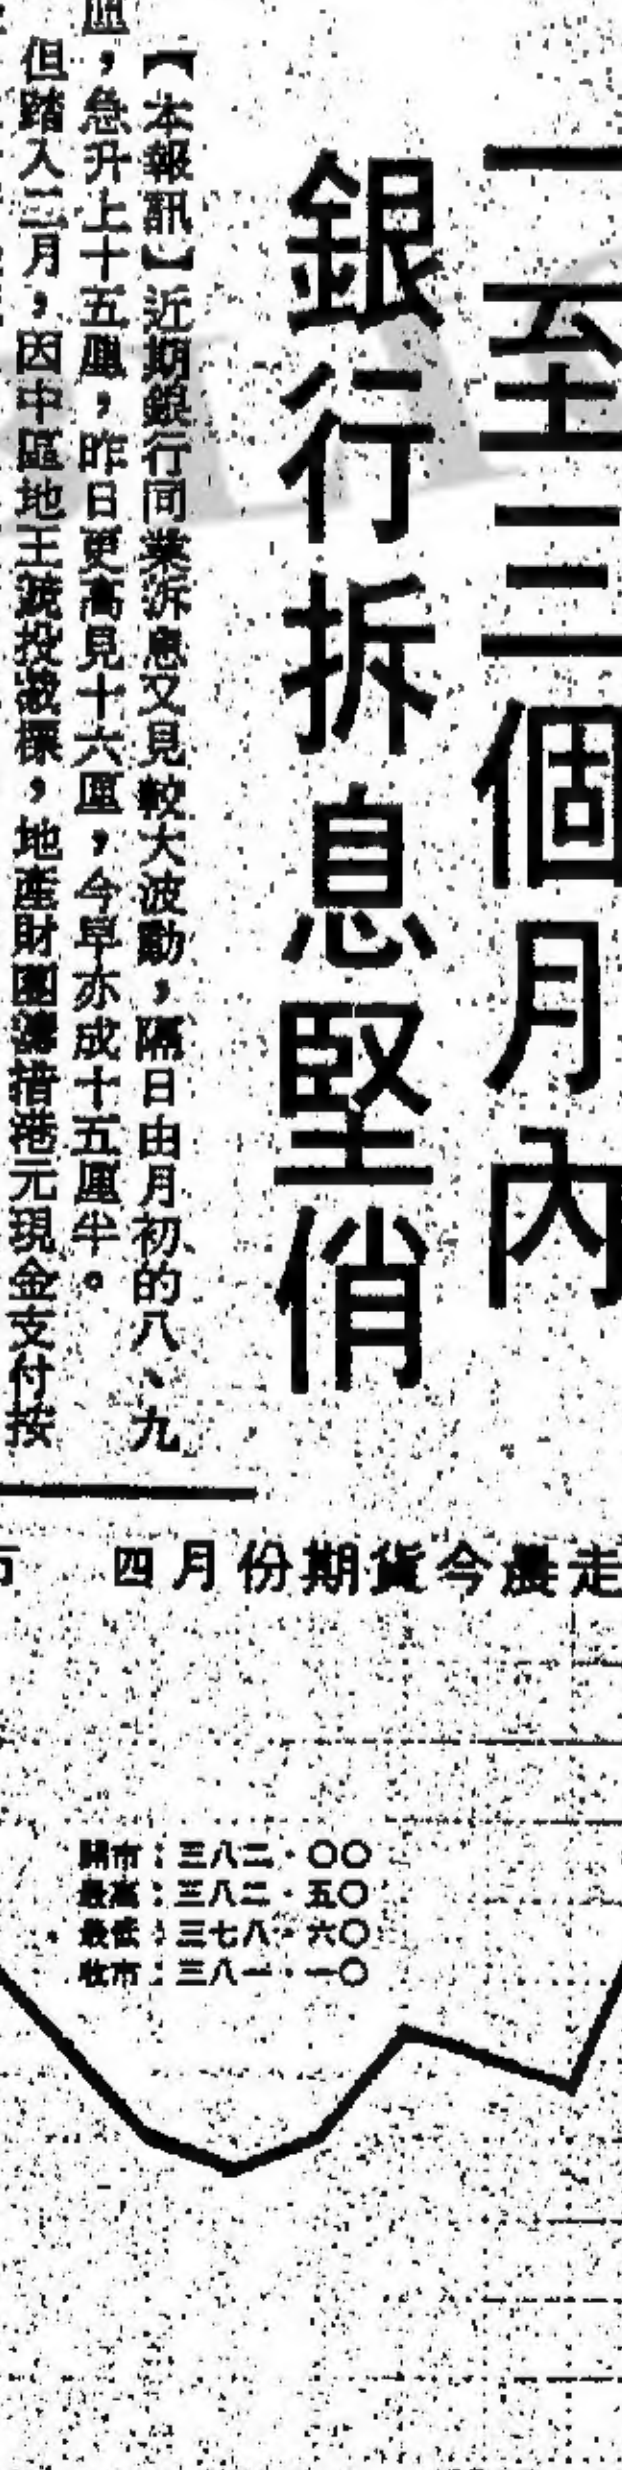 一至三個月內
銀行拆息堅俏
【本報訊】近期銀行同業拆息又見較大波動，隔日由月初的八、九
厘，急升上十五厘，昨日更高見十六厘，今早亦成十五厘半。
但踏入三月，因中區地王競投截標，地產財團需措港元現金支付按
四月份期貨今晨走
開市：三八二·〇〇
最高：三八二·五〇
最低：三七八·六〇
收市：三八一·一〇